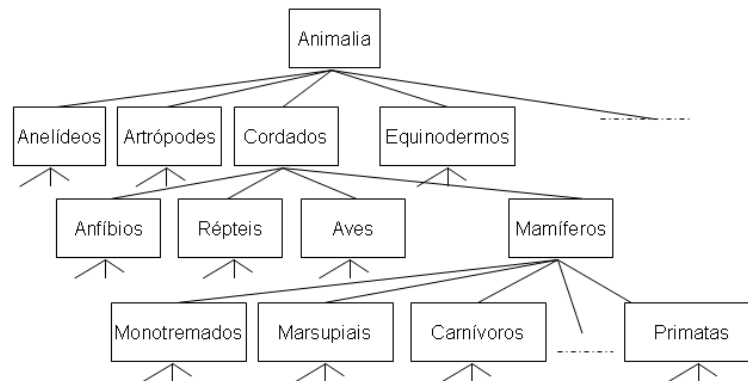 Animalia
Anelídeos
Artrópodes
Cordados
Equinodermos
Anfíbios
Répteis
Aves
Mamíferos
Monotremados
Marsupiais
Carnívoros
Primatas